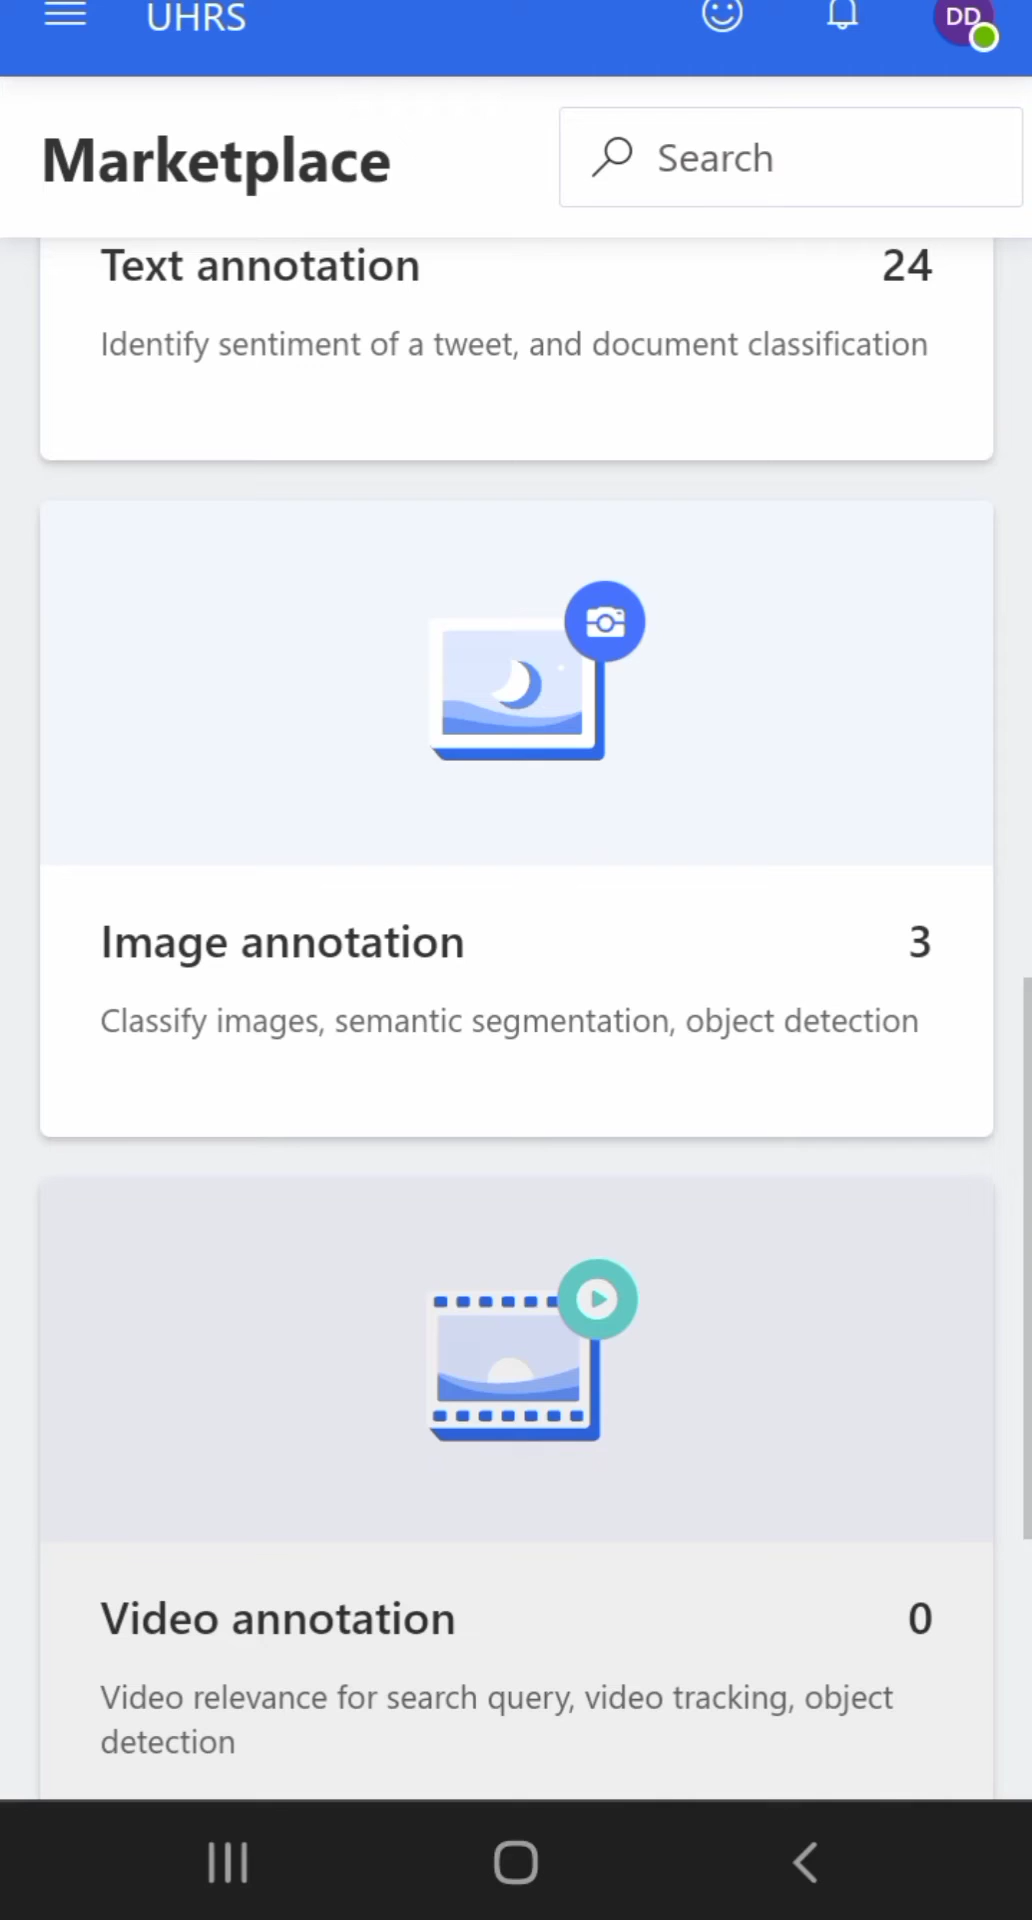 UHRS
DD
Marketplace
Search
Text annotation 24
Identify sentiment of a tweet, and document classification
Image annotation 3
Classify images, semantic segmentation, object detection
Video annotation 0
Video relevance for search query, video tracking, object
detection